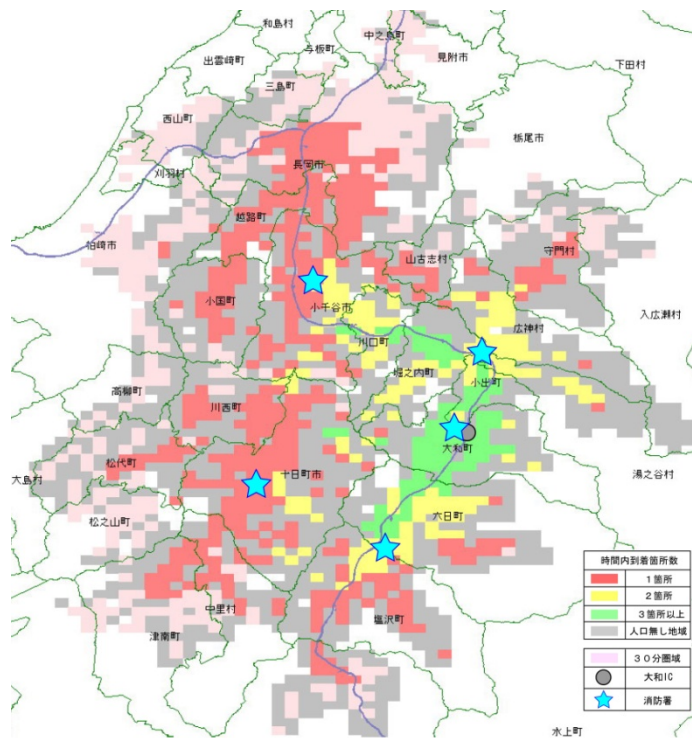 和島村
中之島町
与板町
出雲崎町
見附市
下田村
三島町
西山町
栃尾市
長岡市
刈羽村
越路町
柏崎市
山古志村
守門村
小国町
小千谷市
入広瀬村
広神村
川口町
堀之内町
小出町
高柳町
川西町
大和町
松代町
十日町市
大島村
湯之谷村
六日町
松之山町
中里村
塩沢町
津南町
水上町
時間内到着箇所数
1箇所
2箇所
3箇所以上
人口無し地域
30分圏域
大和IC
消防署